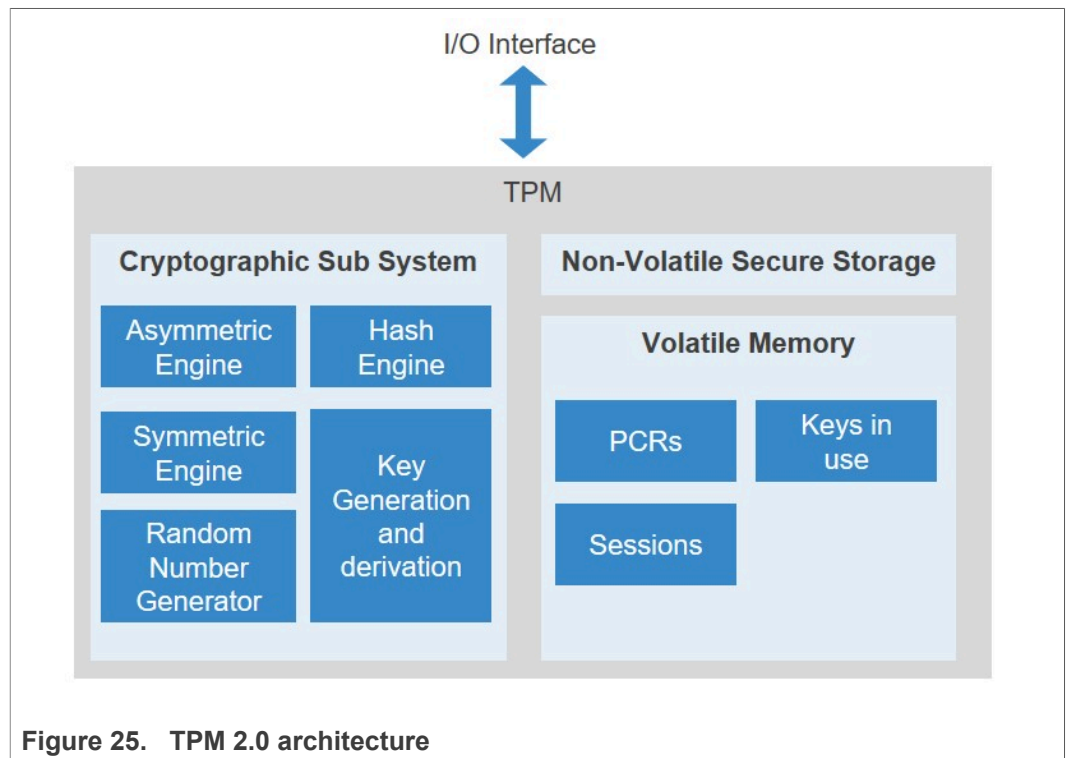 I/O Interface
TPM
Cryptographic Sub System
Asymmetric
Engine
Hash
Engine
Symmetric
Engine
Key
Generation
and
derivation
Random
Number
Generator
Non-Volatile Secure Storage
Volatile Memory
PCRs
Keys in
use
Sessions
Figure 25. TPM 2.0 architecture